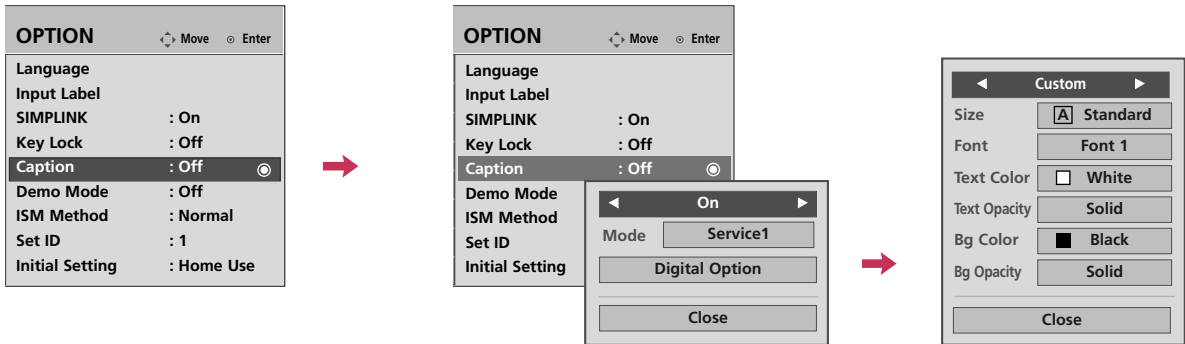 OPTION Move Enter
Language
Input Label
SIMPLINK : On
Key Lock : Off
Caption : Off
Demo Mode : Off
ISM Method : Normal
Set ID : 1
Initial Setting : Home Use
OPTION Move Enter
Language
Input Label
SIMPLINK : On
Key Lock : Off
Caption : Off
Demo Mode
ISM Method
Set ID
Initial Setting
On
Mode Service1
Digital Option
Close
Custom
Size A Standard
Font Font 1
Text Color White
Text Opacity Solid
Bg Color Black
Bg Opacity Solid
Close